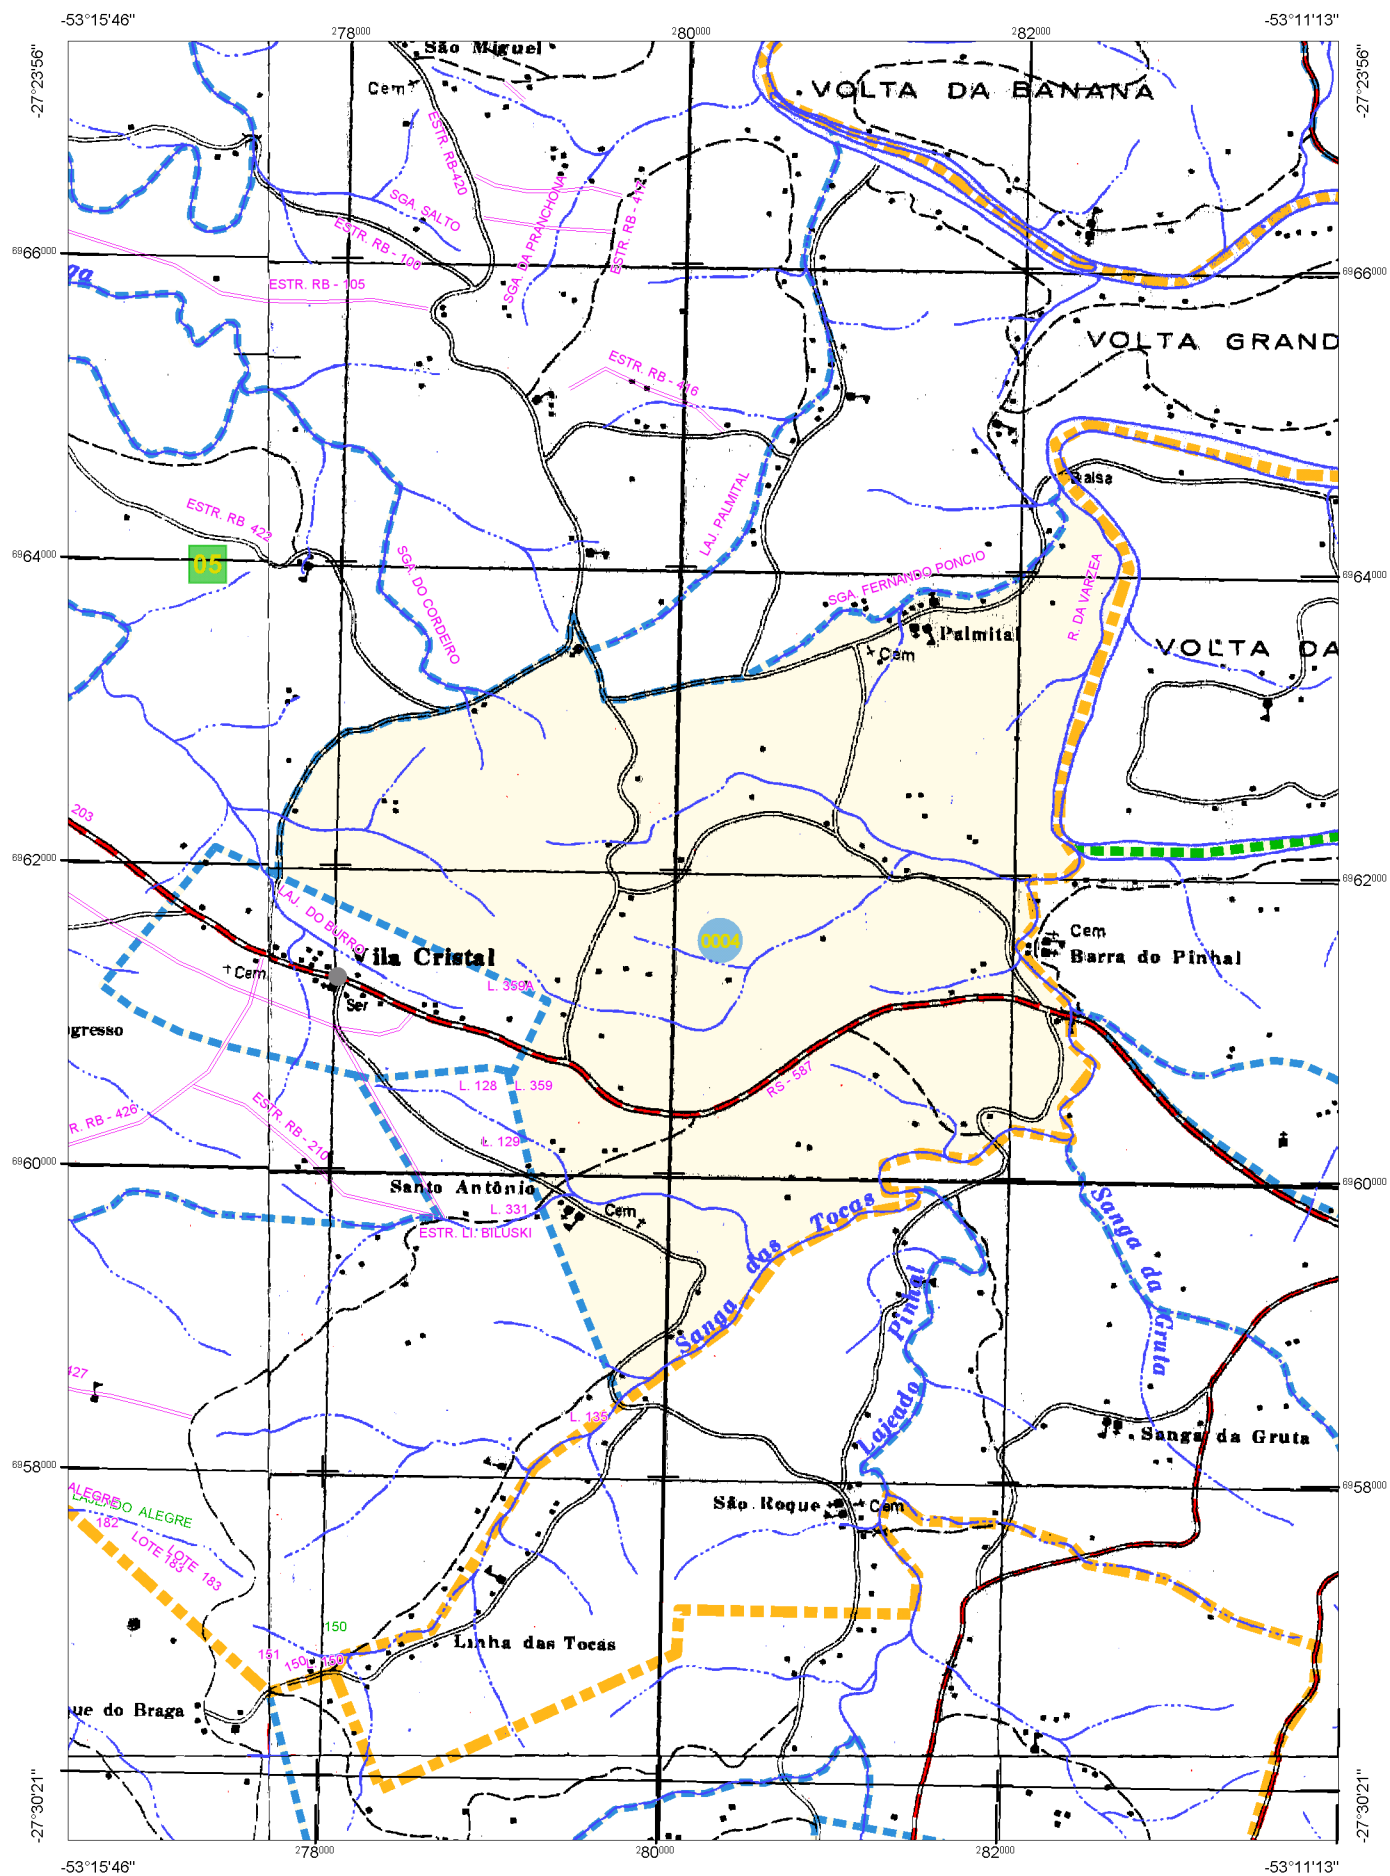 -53°15'46"
-53°11'13"
278000
280000
282000
-27°23'56"
-27°23'56"
São Miguel
Cem
VOLTA DA BANANA
ESTR. RB-420
SGA. SALTO
ESTR. RB - 100
SGA. DA PRANCHONA
6966000
6966000
ga
ESTR. RB - 105
VOLTA GRAND
ESTR. RB - 416
Balsa
LAJ. PALMITAL
ESTR. RB 422
6964000
6964000
05
SGA. DO CORDEIRO
SGA. FERNANDO PONCIO
R. DA VARZEA
Palmital
Cem
VOLTA DA
203
6962000
6962000
LAJ. DO BURRO
0004
Cem
Vila Cristal
Barra do Pinhal
Cem
L. 359A
Ser
gresso
RS - 587
L. 128
L. 359
R. RB - 426
ESTR. RB - 210
L. 129
6960000
6960000
Santo Antônio
L. 331
Cem
ESTR. LI. BILUSKI
Sanga das Tocas
Sanga da Gruta
Lajeado Pinhal
427
L. 135
Sanga da Gruta
6958000
6958000
ALEGRE
LAJEADO ALEGRE
182
LOTE 183
LOTE 183
São Roque
Cem
150
151
150
150
Linha das Tocas
ue do Braga
-27°30'21"
-27°30'21"
278000
280000
282000
-53°15'46"
-53°11'13"